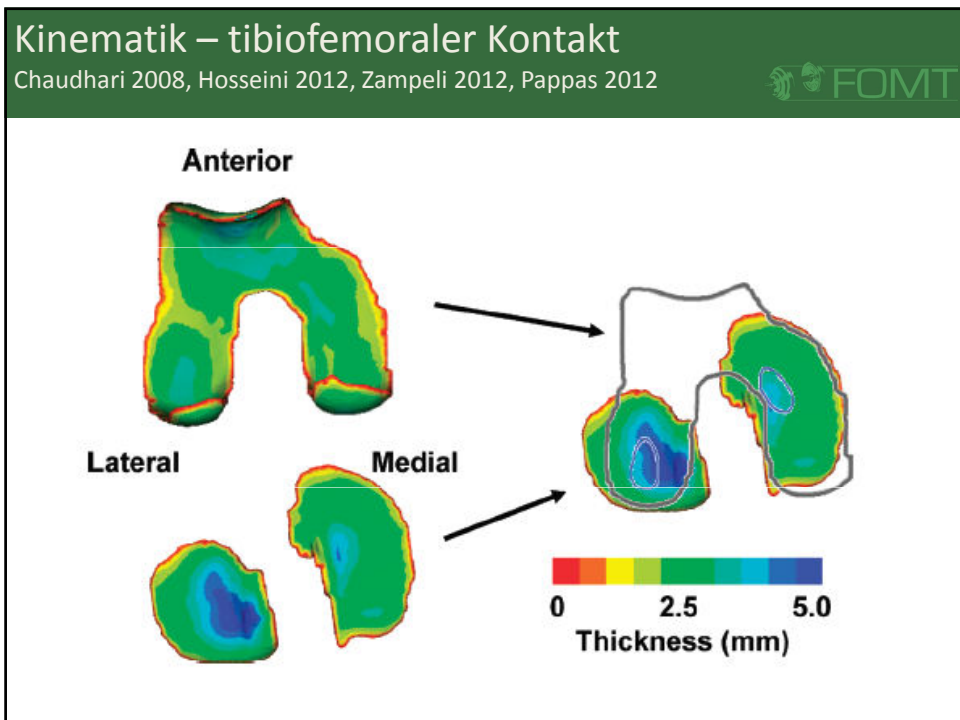 Kinematik – tibiofemoraler Kontakt
Chaudhari 2008, Hosseini 2012, Zampeli 2012, Pappas 2012
FOMT
Anterior
Lateral
Medial
0 2.5 5.0
Thickness (mm)